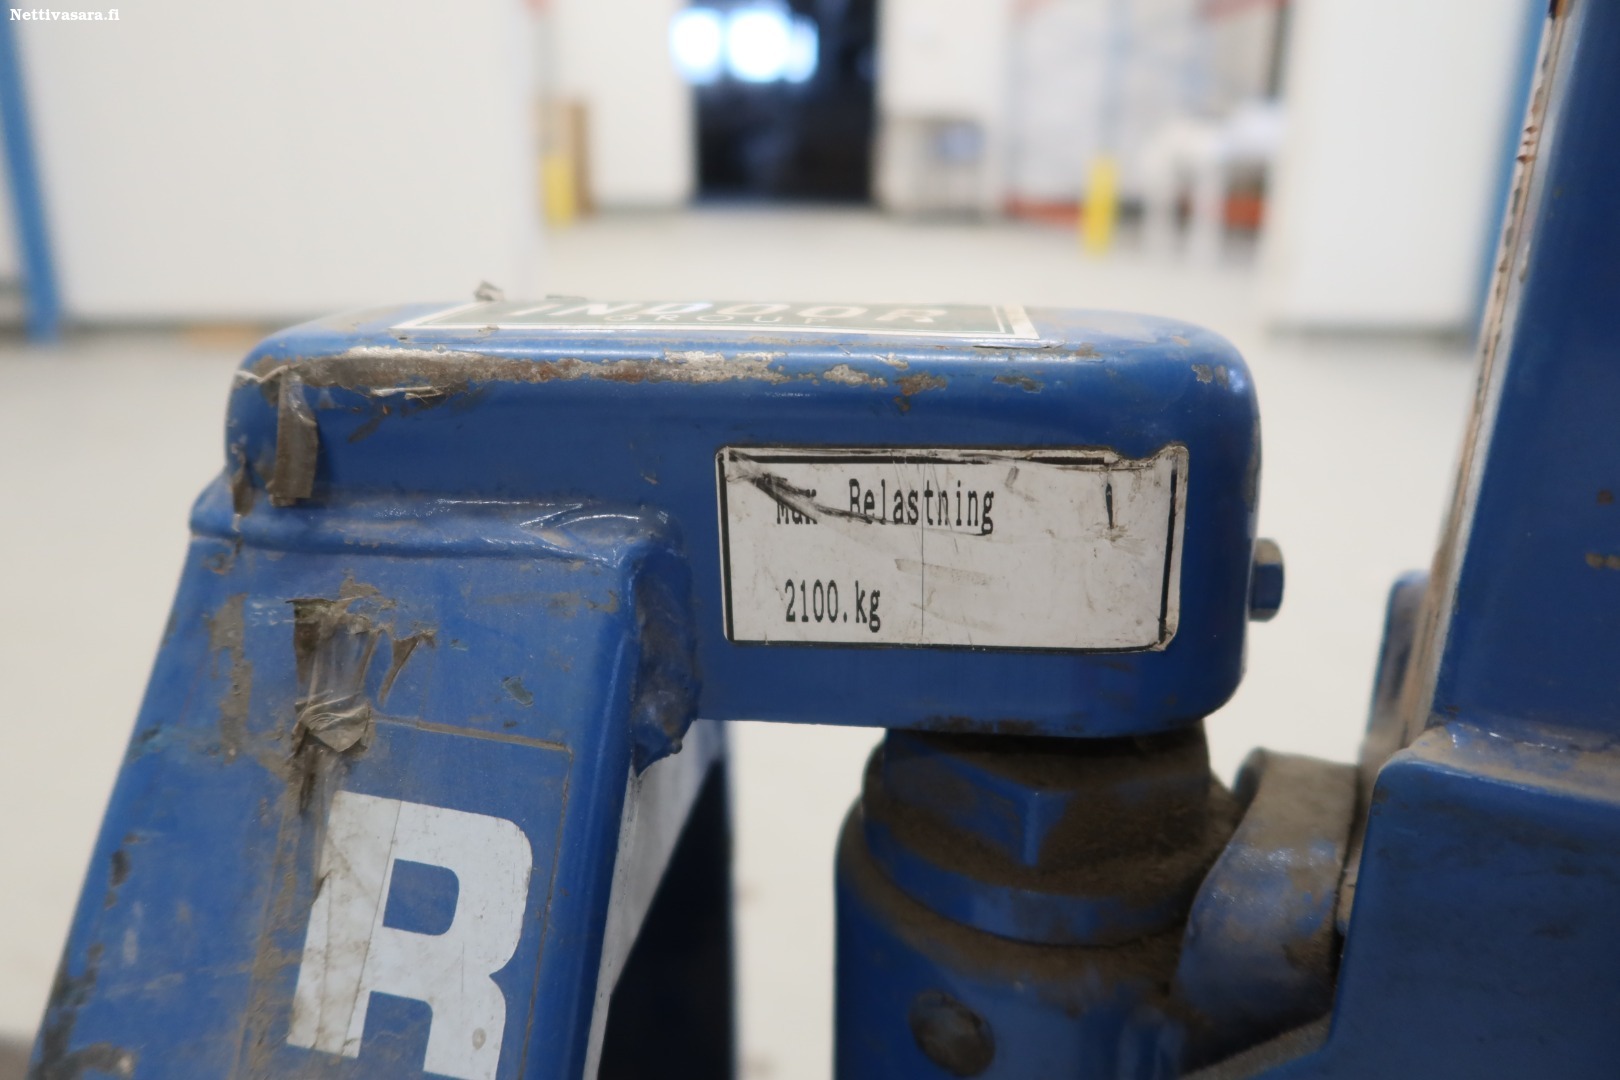 Nettivasara.fi
INDOOR
GROUP
Max Belastning
2100.kg
R